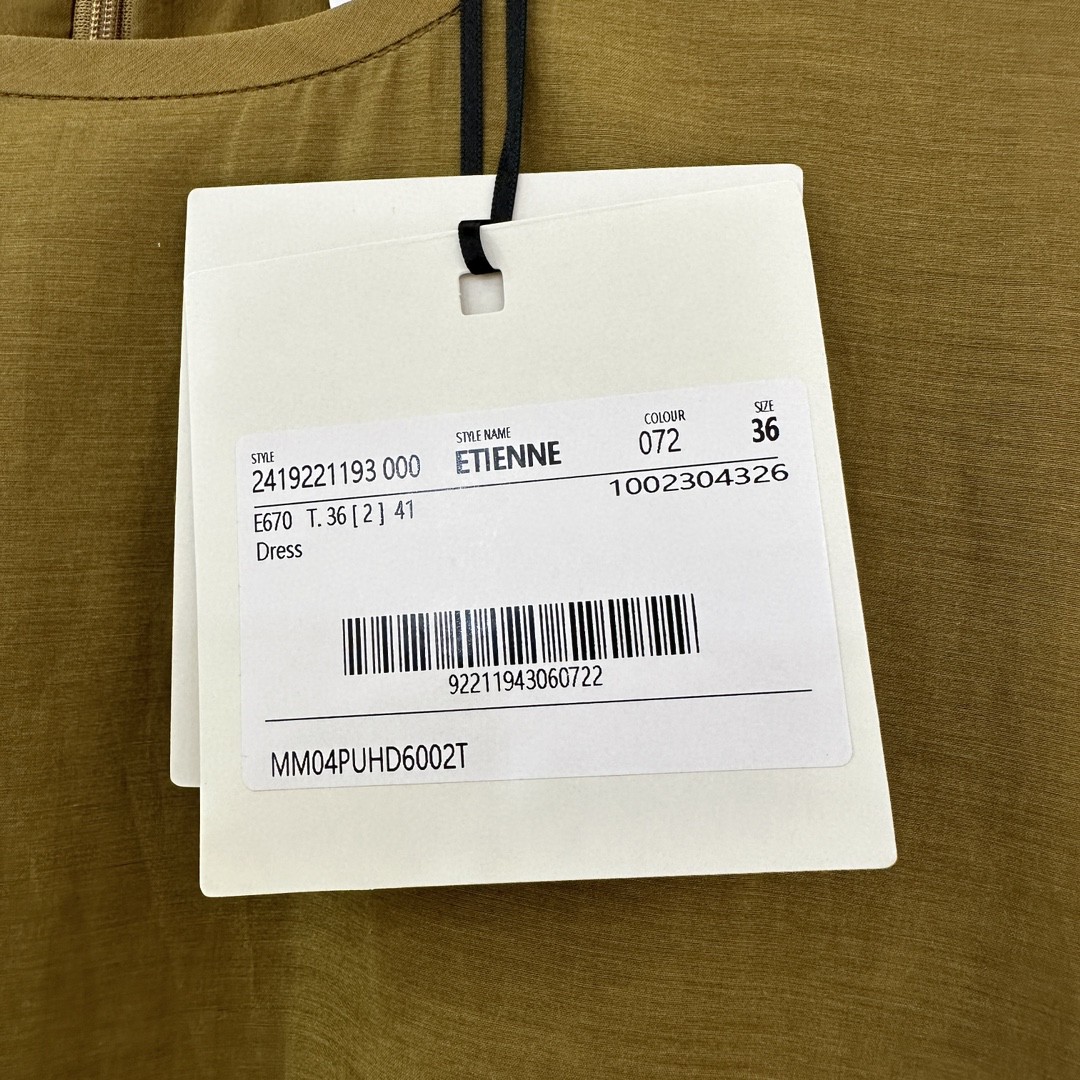 STYLE STYLE NAME COLOUR SIZE
2419221193 000 ETIENNE 072 36
E670 T. 36 [ 2 ] 41 1002304326
Dress
92211943060722
MM04PUHD6002T